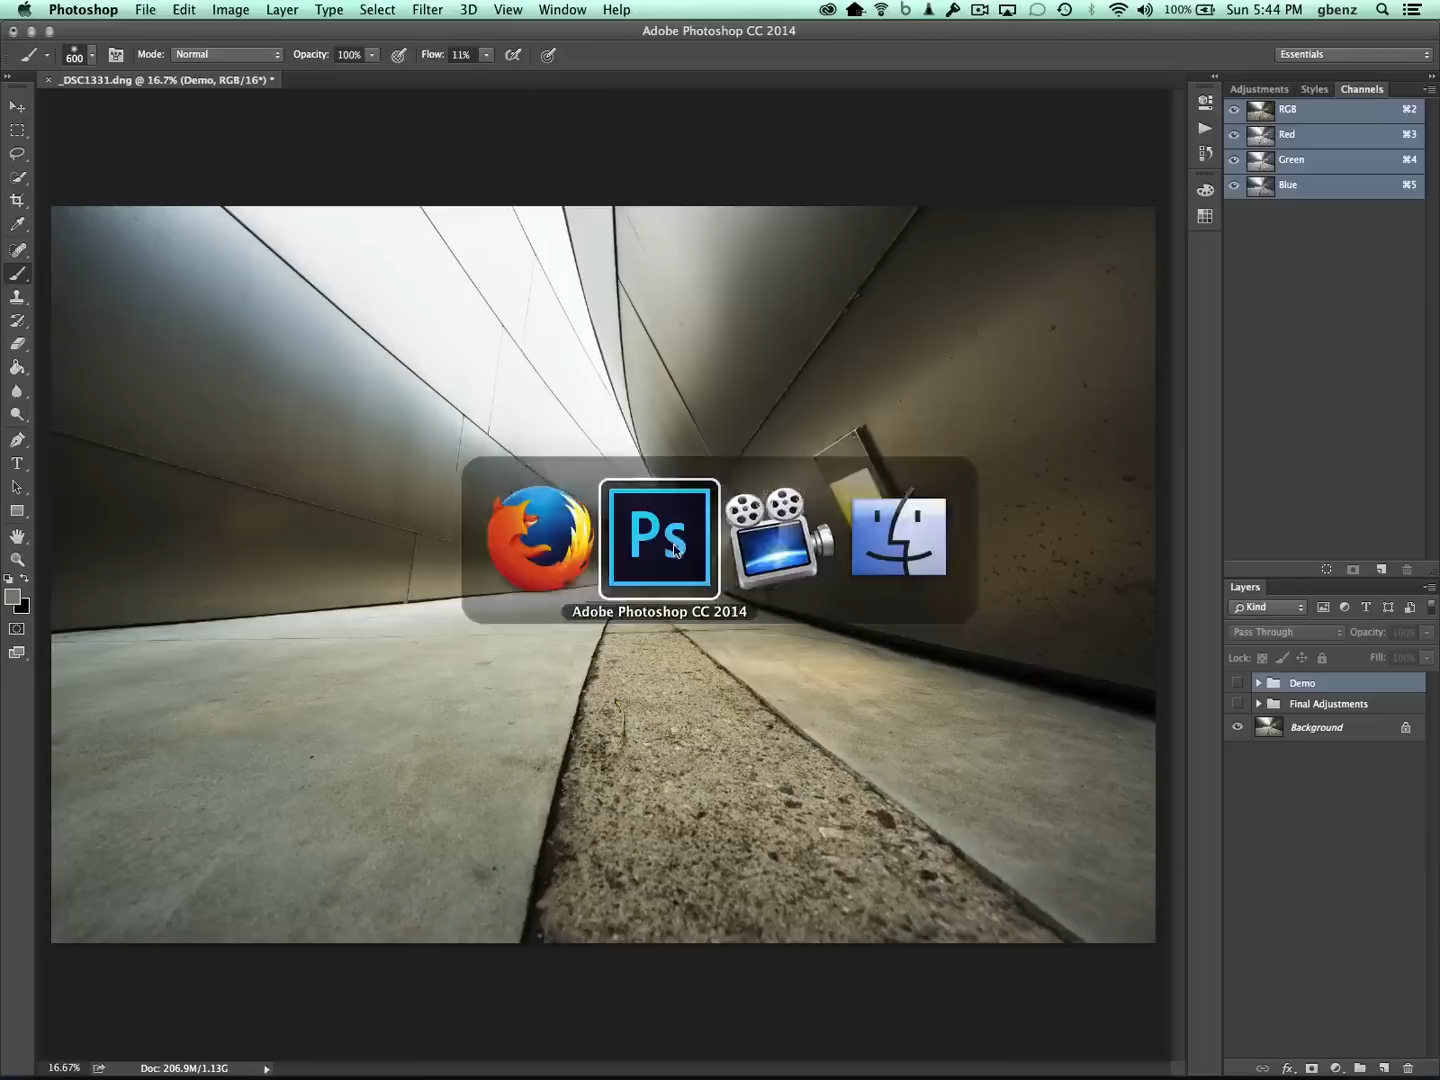 Photoshop File Edit Image Layer Type Select Filter 3D View Window Help 100% Sun 5:44 PM gbenz
Adobe Photoshop CC 2014
600 Mode: Normal Opacity: 100% Flow: 11% Essentials
× _DSC1331.dng @ 16.7% (Demo, RGB/16*) *
Adjustments Styles Channels
RGB ⌘2
Red ⌘3
Green ⌘4
Blue ⌘5
Ps
Adobe Photoshop CC 2014
Layers
Kind
Pass Through Opacity: 100%
Lock: Fill: 100%
Demo
Final Adjustments
Background
16.67% Doc: 206.9M/1.13G
fx